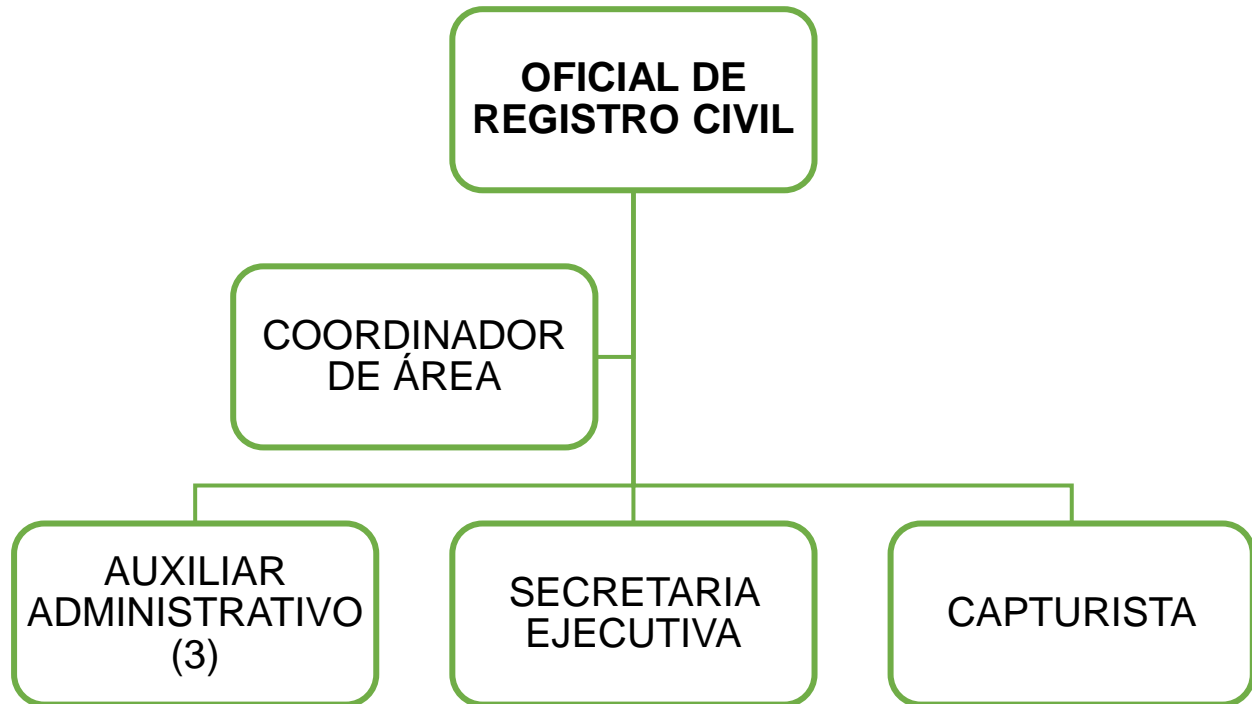 OFICIAL DE
REGISTRO CIVIL
COORDINADOR
DE ÁREA
AUXILIAR
ADMINISTRATIVO
(3)
SECRETARIA
EJECUTIVA
CAPTURISTA